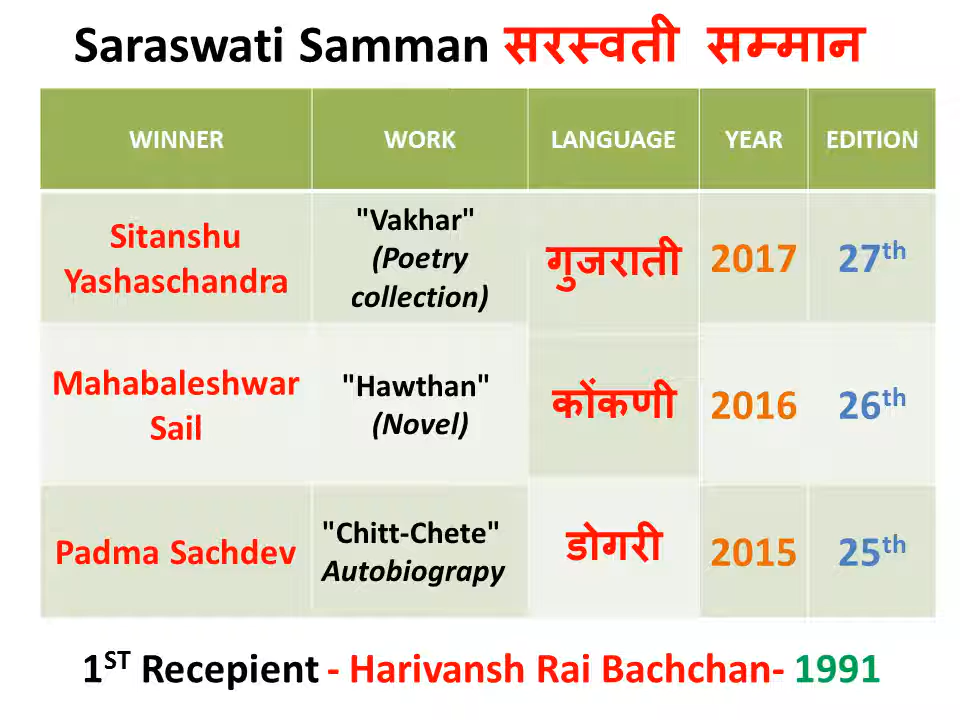 Saraswati Samman सरस्वती सम्मान
WINNER WORK LANGUAGE YEAR EDITION
Sitanshu
Yashaschandra
"Vakhar"
(Poetry
collection)
गुजराती
2017
27th
Mahabaleshwar
Sail
"Hawthan"
(Novel)
कोंकणी
2016
26th
Padma Sachdev
"Chitt-Chete"
Autobiograpy
डोगरी
2015
25th
1ST Recepient - Harivansh Rai Bachchan- 1991